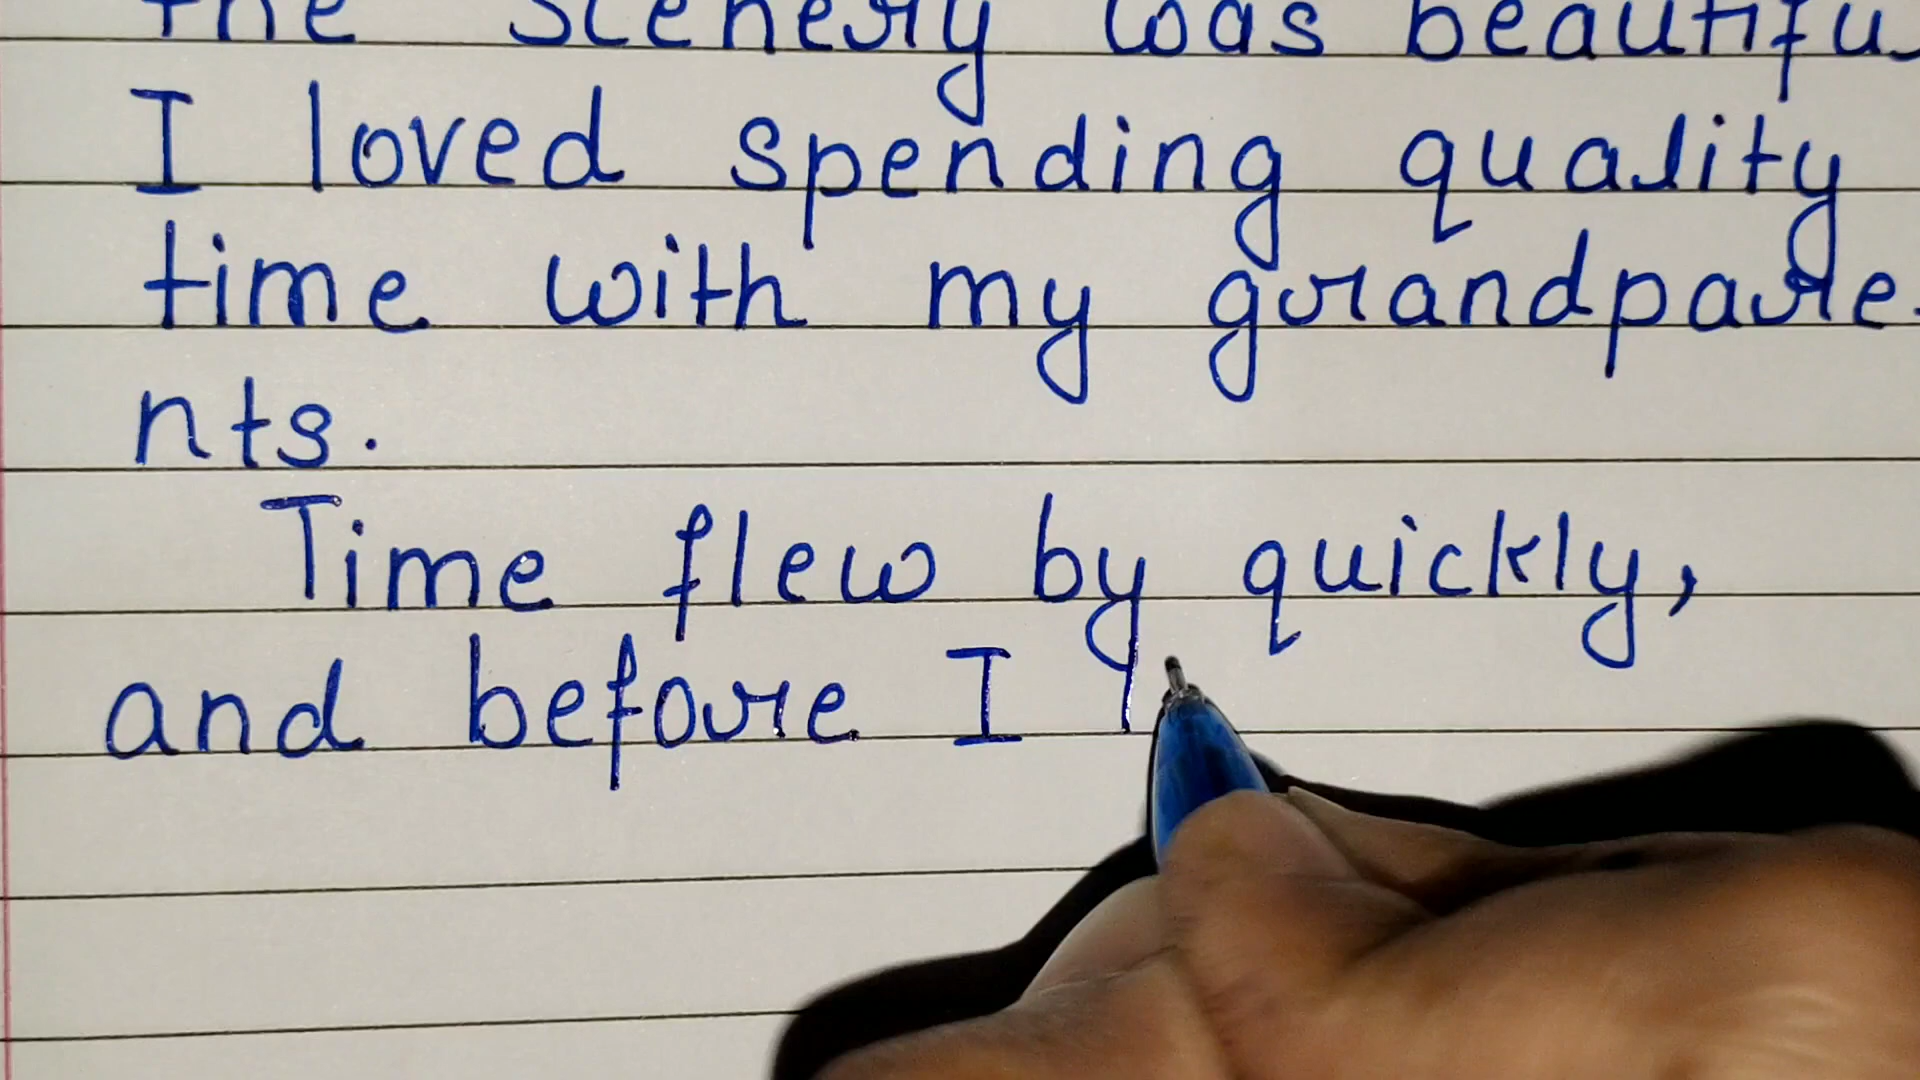 the scenery was beautifu
I loved spending quality
time with my grandpare-
nts.
Time flew by quickly,
and before I